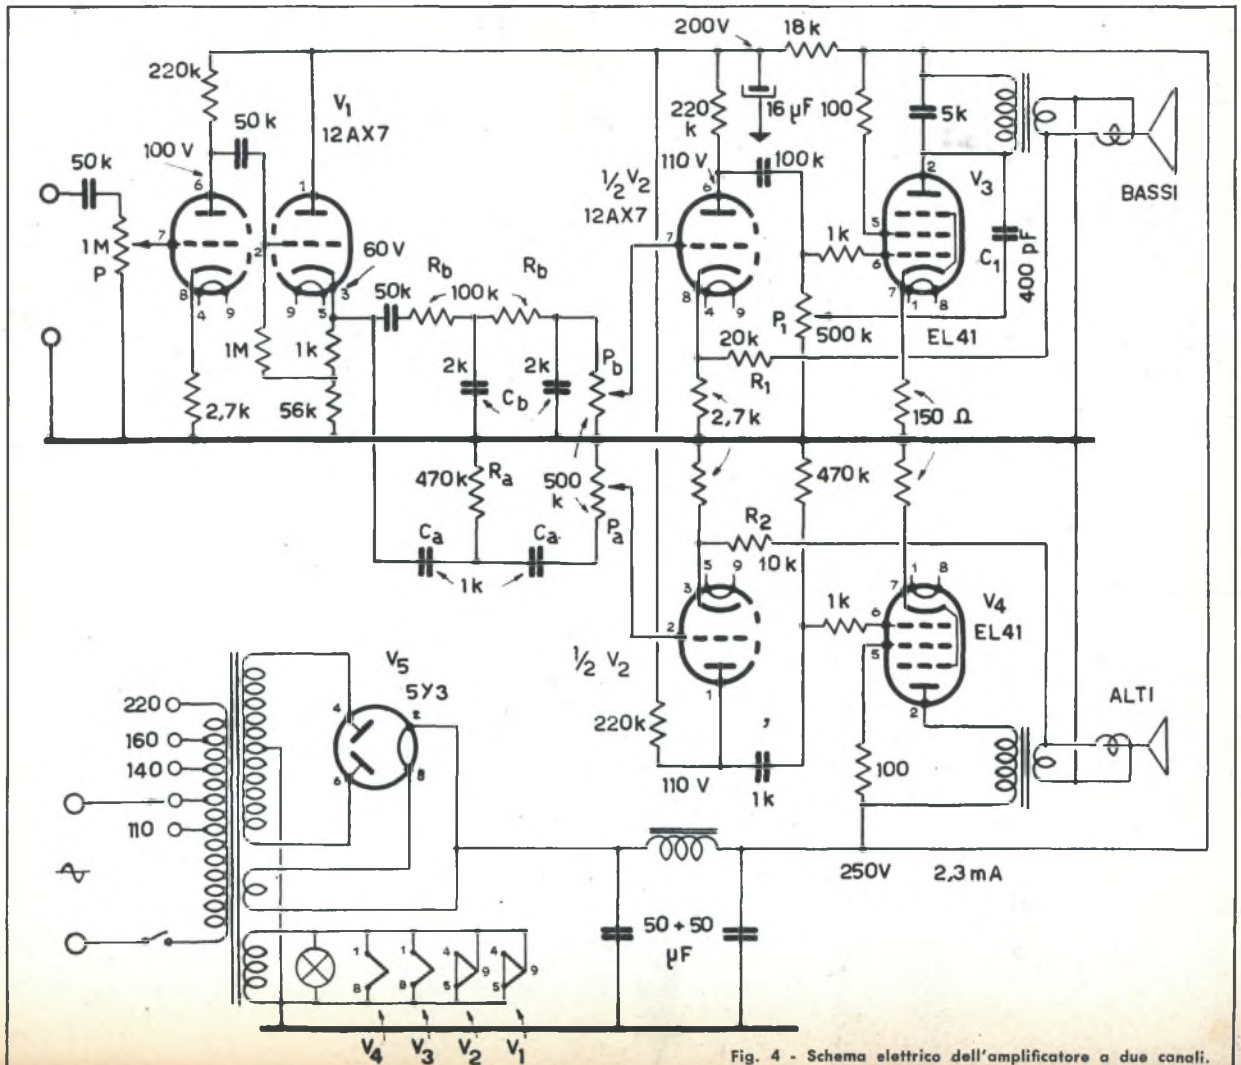 200V
18k
220k
V1
12AX7
50k
100V
50k
1M
P
60V
1M
1k
2,7k
56k
Rb
Rb
50k
100k
2k
2k
Cb
Pb
470k
Ra
500
k
Pa
Ca
Ca
1k
220
k
16 µF
110V
100k
½ V2
12AX7
100
5k
V3
1k
C1
400 pF
P1
500k
EL41
20k
R1
2,7k
150 Ω
BASSI
470k
R2
10k
1k
V4
EL41
½ V2
220k
110 V
1k
100
ALTI
250V
2,3mA
V5
5Y3
220
160
140
110
50 + 50
µF
V4
V3
V2
V1
6
7
8
4
9
1
2
9
5
3
6
7
8
4
9
2
5
6
7
1
8
5
9
3
2
1
1
8
7
6
5
2
4
6
8
1
8
1
8
4
5
9
4
5
9
Fig. 4 - Schema elettrico dell'amplificatore a due canali.